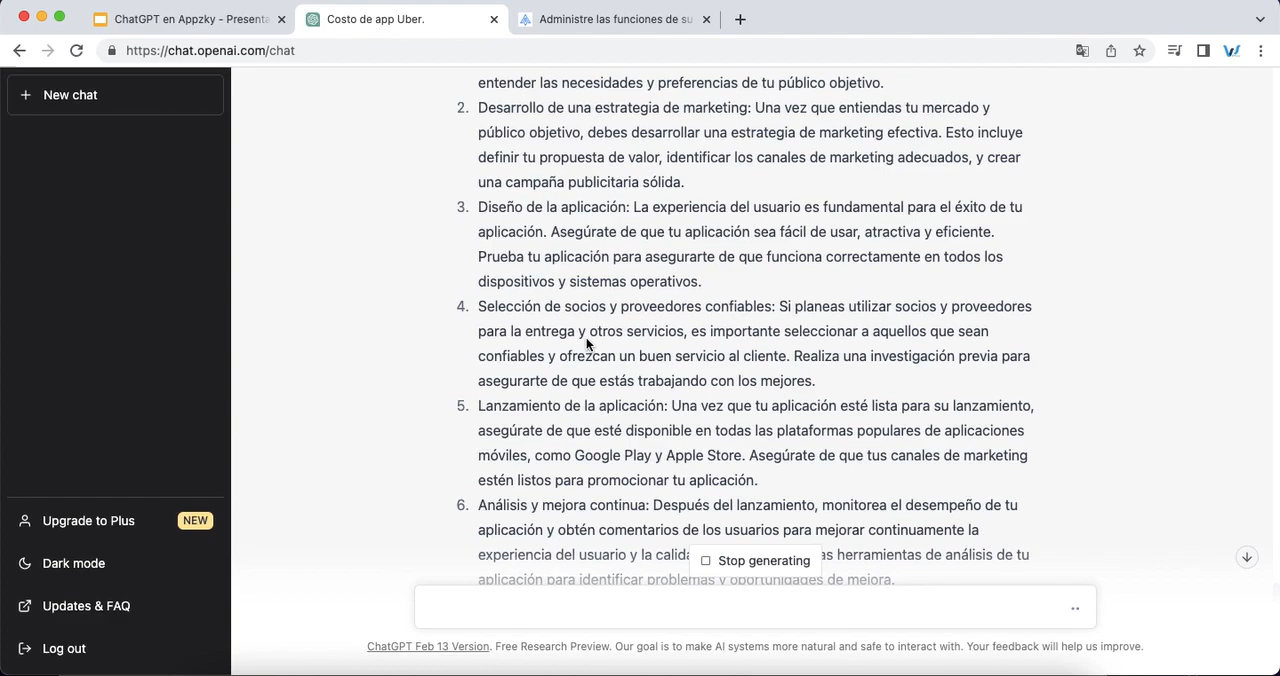 ChatGPT en Appzky - Presenta
Costo de app Uber.
Administre las funciones de su
https://chat.openai.com/chat
New chat
entender las necesidades y preferencias de tu público objetivo.
2. Desarrollo de una estrategia de marketing: Una vez que entiendas tu mercado y
público objetivo, debes desarrollar una estrategia de marketing efectiva. Esto incluye
definir tu propuesta de valor, identificar los canales de marketing adecuados, y crear
una campaña publicitaria sólida.
3. Diseño de la aplicación: La experiencia del usuario es fundamental para el éxito de tu
aplicación. Asegúrate de que tu aplicación sea fácil de usar, atractiva y eficiente.
Prueba tu aplicación para asegurarte de que funciona correctamente en todos los
dispositivos y sistemas operativos.
4. Selección de socios y proveedores confiables: Si planeas utilizar socios y proveedores
para la entrega y otros servicios, es importante seleccionar a aquellos que sean
confiables y ofrezcan un buen servicio al cliente. Realiza una investigación previa para
asegurarte de que estás trabajando con los mejores.
5. Lanzamiento de la aplicación: Una vez que tu aplicación esté lista para su lanzamiento,
asegúrate de que esté disponible en todas las plataformas populares de aplicaciones
móviles, como Google Play y Apple Store. Asegúrate de que tus canales de marketing
estén listos para promocionar tu aplicación.
6. Análisis y mejora continua: Después del lanzamiento, monitorea el desempeño de tu
aplicación y obtén comentarios de los usuarios para mejorar continuamente la
experiencia del usuario y la calida as herramientas de análisis de tu
aplicación para identificar problemas y oportunidades de mejora.
Stop generating
Upgrade to Plus NEW
Dark mode
Updates & FAQ
Log out
ChatGPT Feb 13 Version. Free Research Preview. Our goal is to make AI systems more natural and safe to interact with. Your feedback will help us improve.